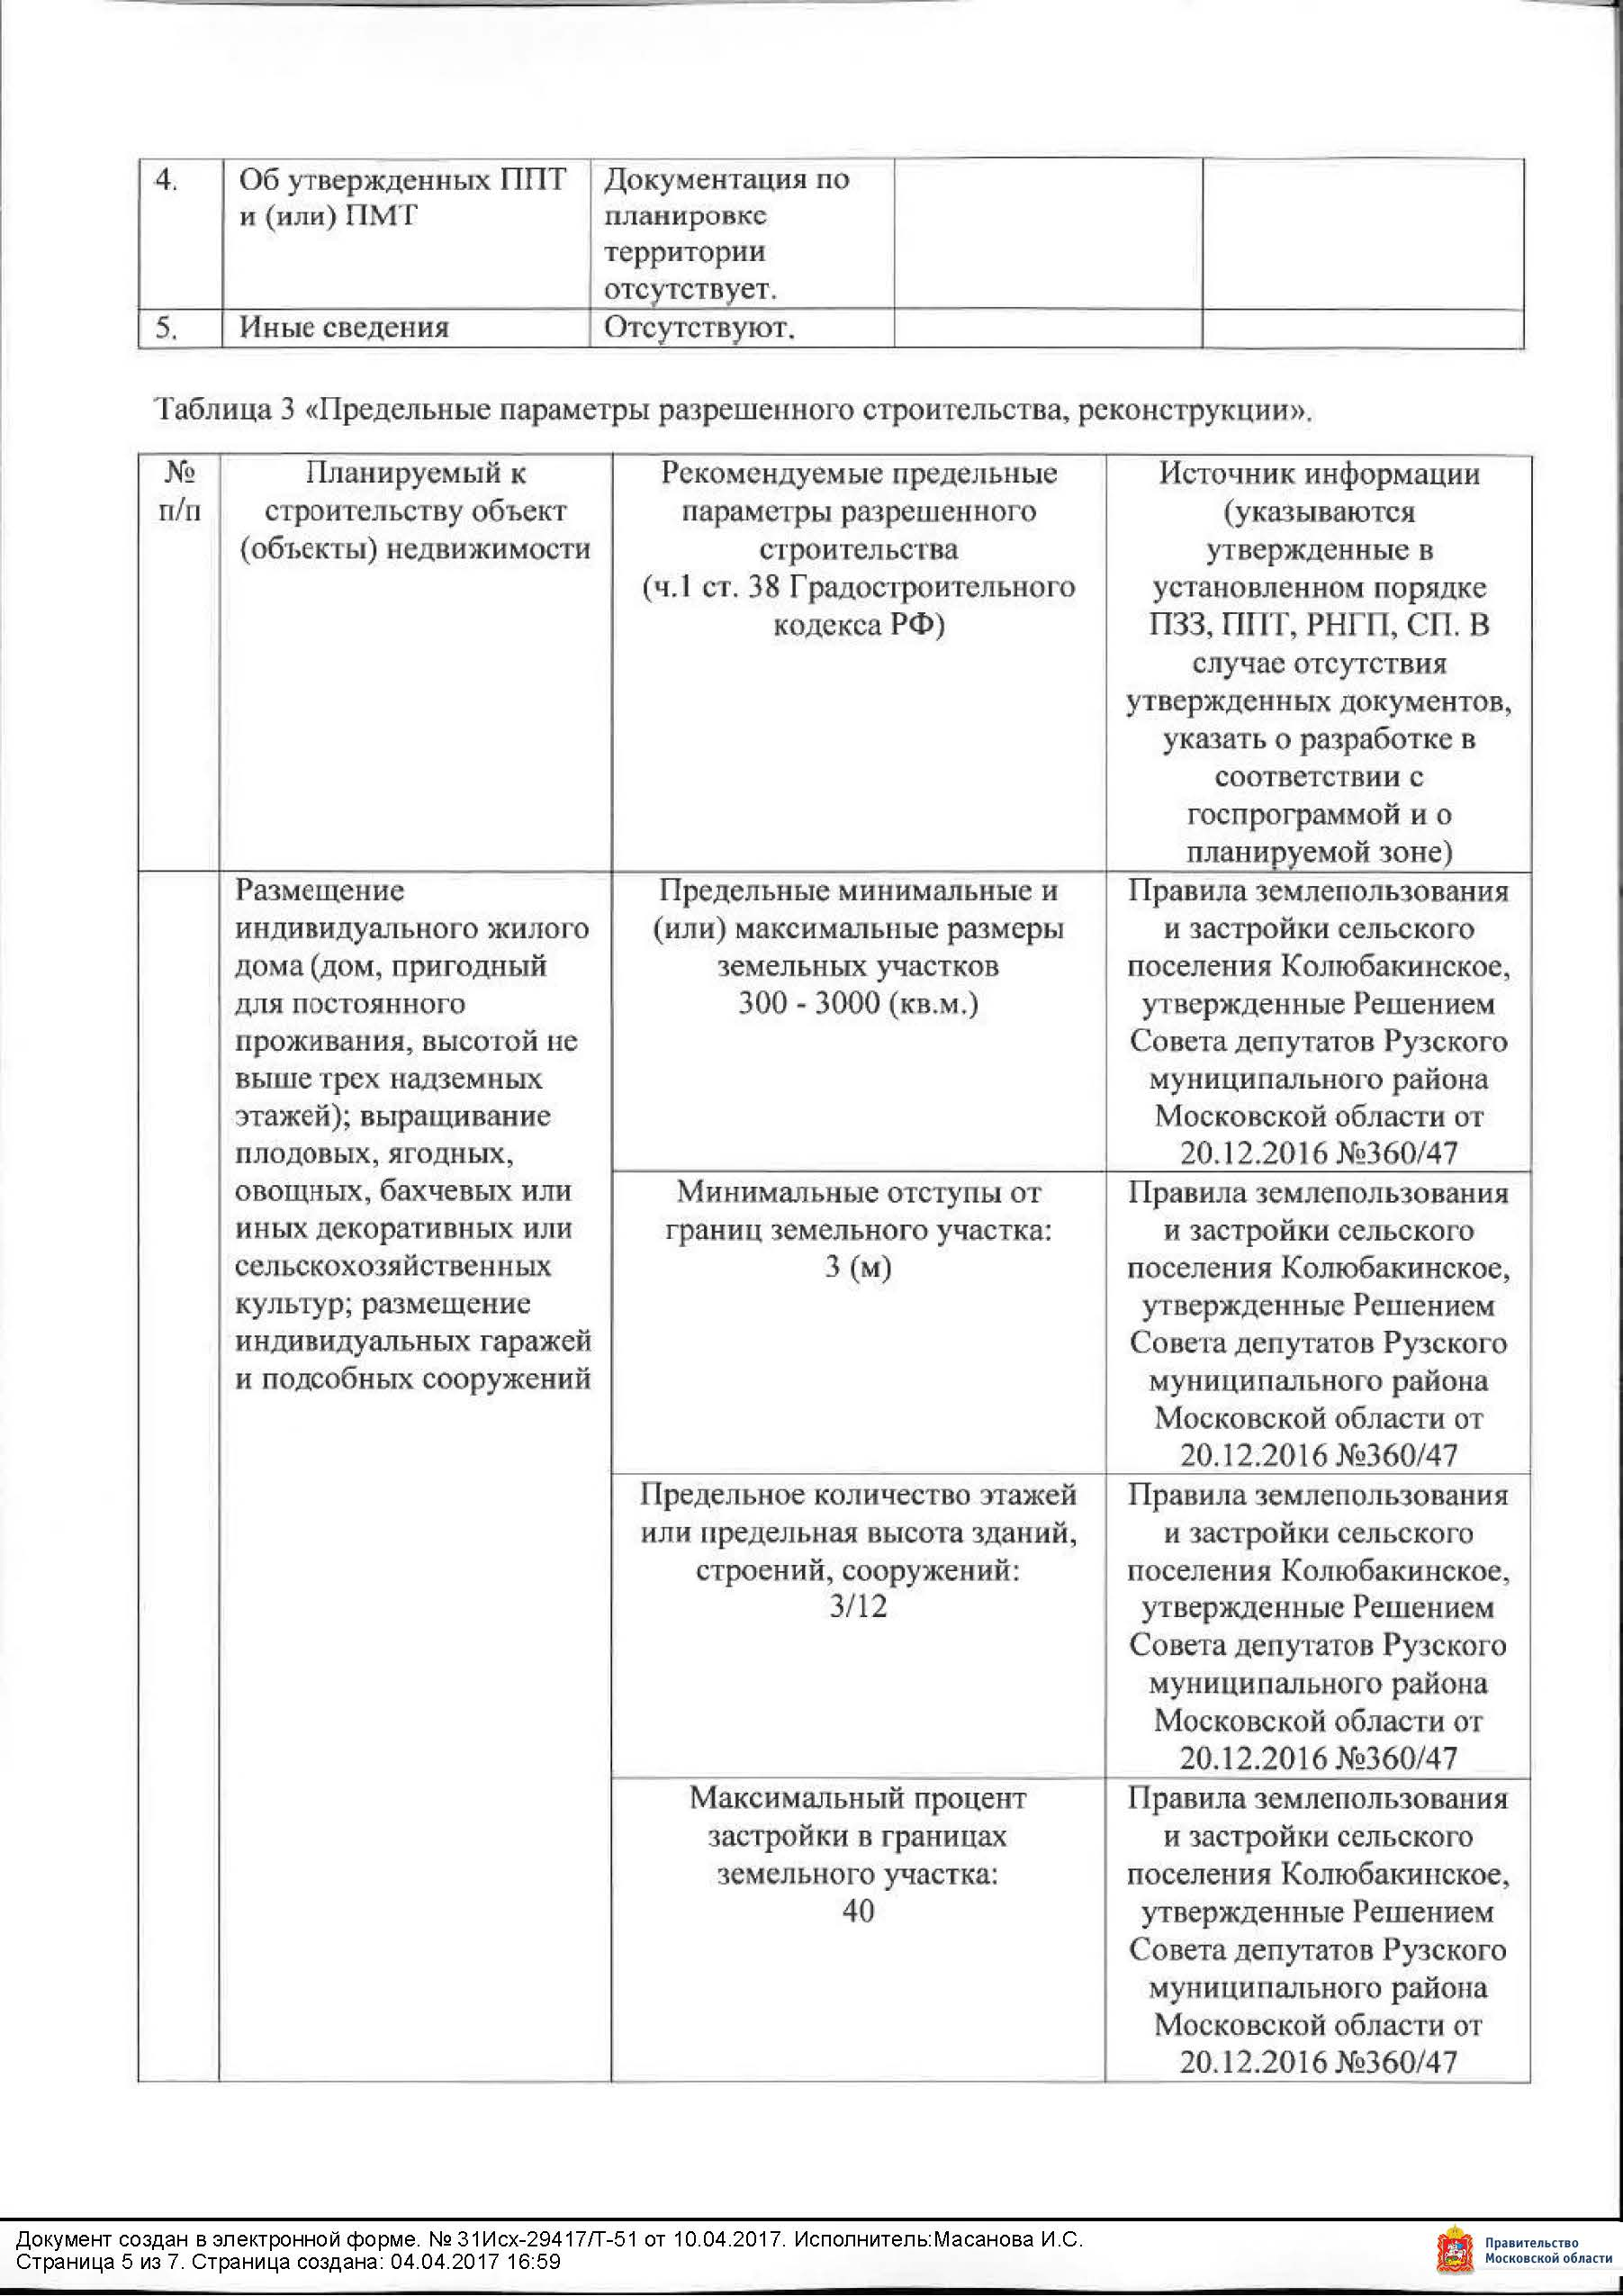 4.
Об утвержденных ППТ
и (или) ПМТ
Документация по
планировке
территории
отсутствует.
5.
Иные сведения
Отсутствуют.
Таблица 3 «Предельные параметры разрешенного строительства, реконструкции».
№
п/п
Планируемый к
строительству объект
(объекты) недвижимости
Рекомендуемые предельные
параметры разрешенного
строительства
(ч.1 ст. 38 Градостроительного
кодекса РФ)
Источник информации
(указываются
утвержденные в
установленном порядке
ПЗЗ, ППТ, РНГП, СП. В
случае отсутствия
утвержденных документов,
указать о разработке в
соответствии с
госпрограммой и о
планируемой зоне)
Размещение
индивидуального жилого
дома (дом, пригодный
для постоянного
проживания, высотой не
выше трех надземных
этажей); выращивание
плодовых, ягодных,
овощных, бахчевых или
иных декоративных или
сельскохозяйственных
культур; размещение
индивидуальных гаражей
и подсобных сооружений
Предельные минимальные и
(или) максимальные размеры
земельных участков
300 - 3000 (кв.м.)
Правила землепользования
и застройки сельского
поселения Колюбакинское,
утвержденные Решением
Совета депутатов Рузского
муниципального района
Московской области от
20.12.2016 №360/47
Минимальные отступы от
границ земельного участка:
3 (м)
Правила землепользования
и застройки сельского
поселения Колюбакинское,
утвержденные Решением
Совета депутатов Рузского
муниципального района
Московской области от
20.12.2016 №360/47
Предельное количество этажей
или предельная высота зданий,
строений, сооружений:
3/12
Правила землепользования
и застройки сельского
поселения Колюбакинское,
утвержденные Решением
Совета депутатов Рузского
муниципального района
Московской области от
20.12.2016 №360/47
Максимальный процент
застройки в границах
земельного участка:
40
Правила землепользования
и застройки сельского
поселения Колюбакинское,
утвержденные Решением
Совета депутатов Рузского
муниципального района
Московской области от
20.12.2016 №360/47
Документ создан в электронной форме. № 31Исх-29417/Т-51 от 10.04.2017. Исполнитель:Масанова И.С.
Страница 5 из 7. Страница создана: 04.04.2017 16:59
Правительство
Московской области